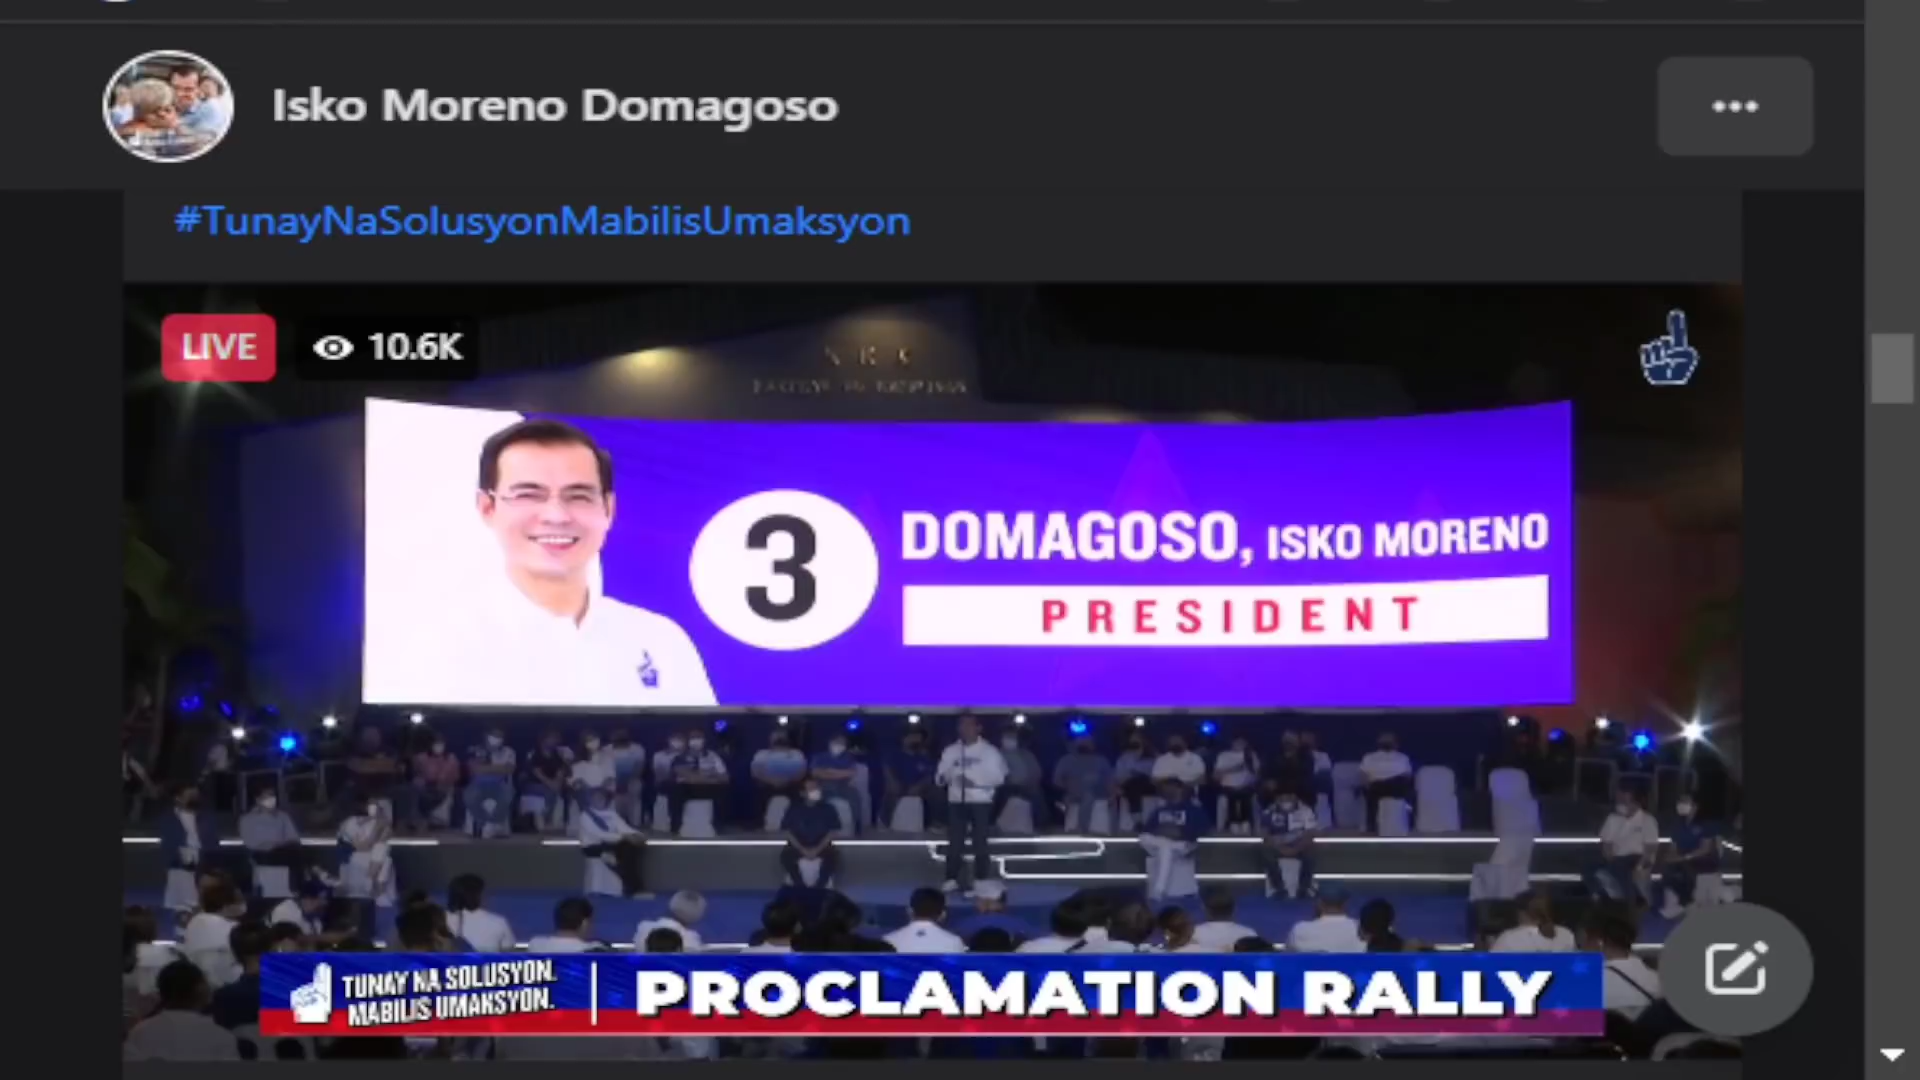 Isko Moreno Domagoso
#TunayNaSolusyonMabilisUmaksyon
LIVE
10.6K
3
DOMAGOSO, ISKO MORENO
PRESIDENT
TUNAY NA SOLUSYON.
MABILIS UMAKSYON.
PROCLAMATION RALLY